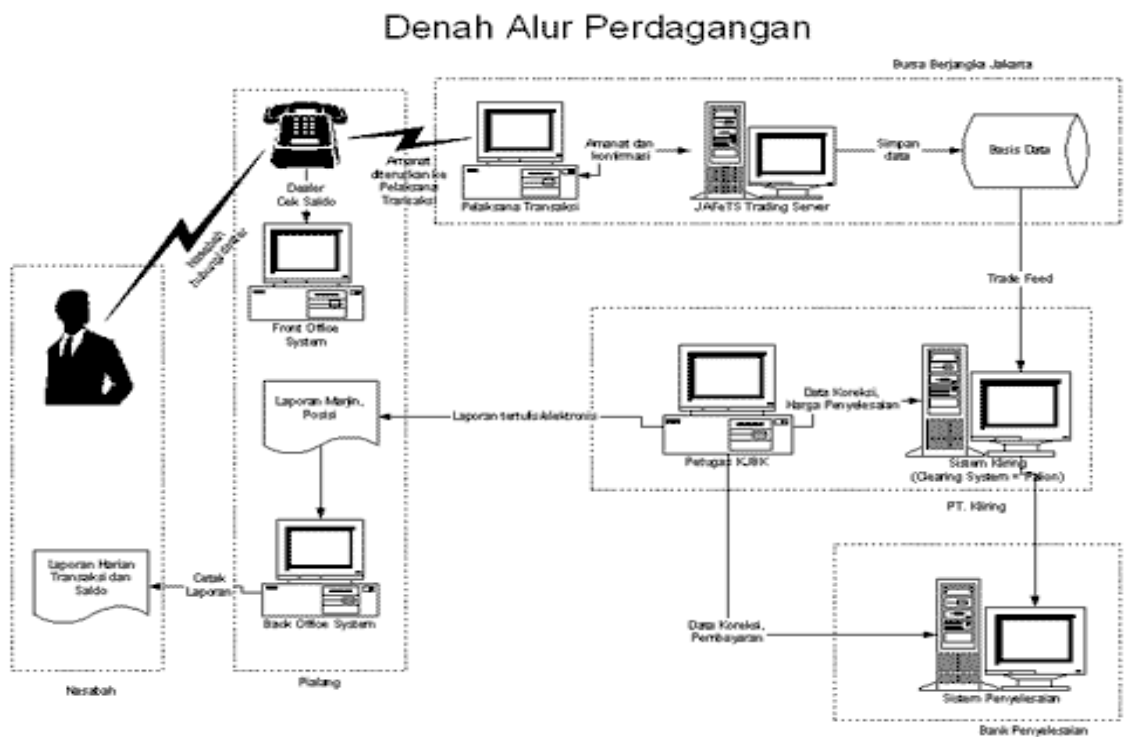 Denah Alur Perdagangan
Bursa Berjangka Jakarta
Amanat
diteruskan ke
Pelaksana
Transaksi
Amanat dan
konfirmasi
Simpan
data
Basis Data
Pelaksana Transaksi
JAFeTS Trading Server
Dealer
Cek Saldo
Nasabah
hubungi dealer
Front Office
System
Trade Feed
Laporan Marjin,
Posisi
Laporan tertulis/elektronis
Data Koreksi,
Harga Penyelesaian
Petugas KJBK
Sistem Kliring
(Clearing System =
PT. Kliring
Laporan Harian
Transaksi dan
Saldo
Cetak
Laporan
Back Office System
Data Koreksi,
Pembayaran
Nasabah
Pialang
Sistem Penyelesaian
Bank Penyelesaian